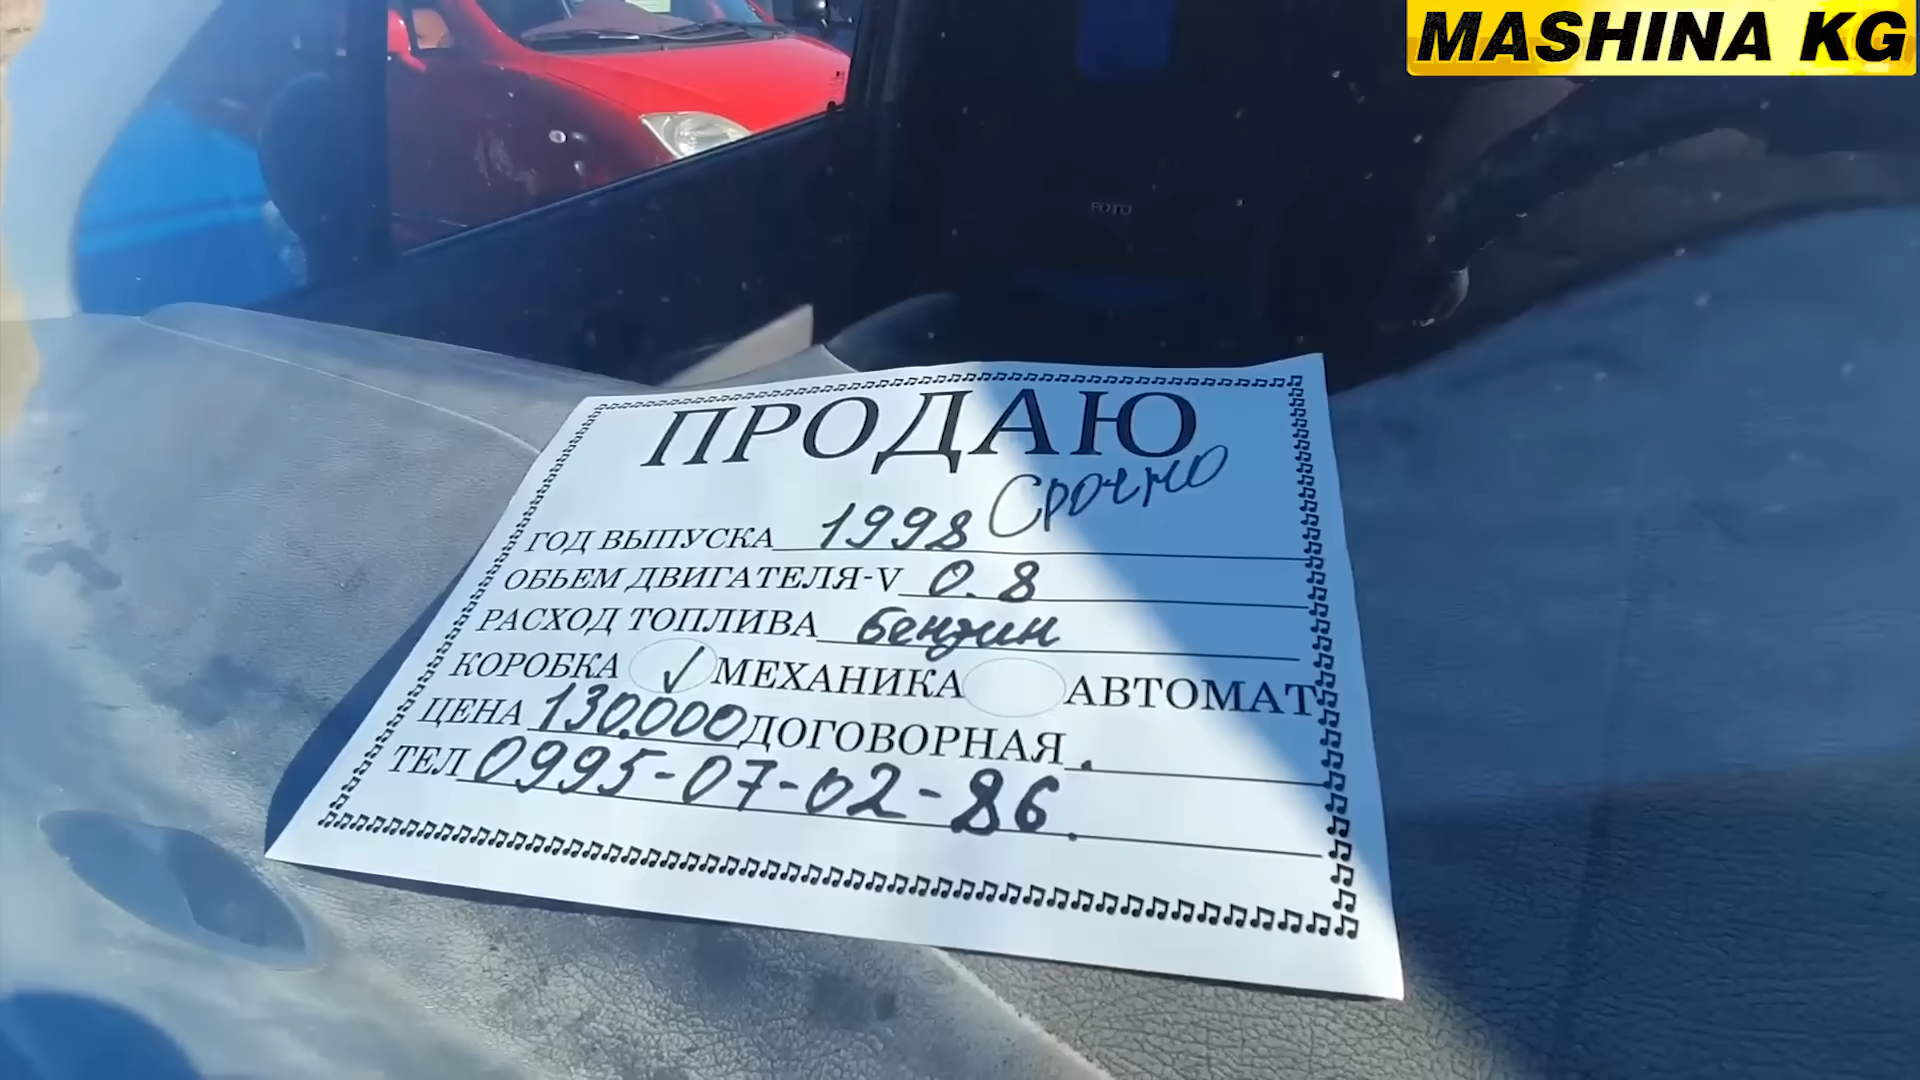 MASHINA KG
FOTO
ПРОДАЮ
Срочно
ГОД ВЫПУСКА 1998
ОБЬЕМ ДВИГАТЕЛЯ-V 0.8
РАСХОД ТОПЛИВА бензин
КОРОБКА ✓ МЕХАНИКА АВТОМАТ
ЦЕНА 130.000 ДОГОВОРНАЯ.
ТЕЛ 0995-07-02-86.